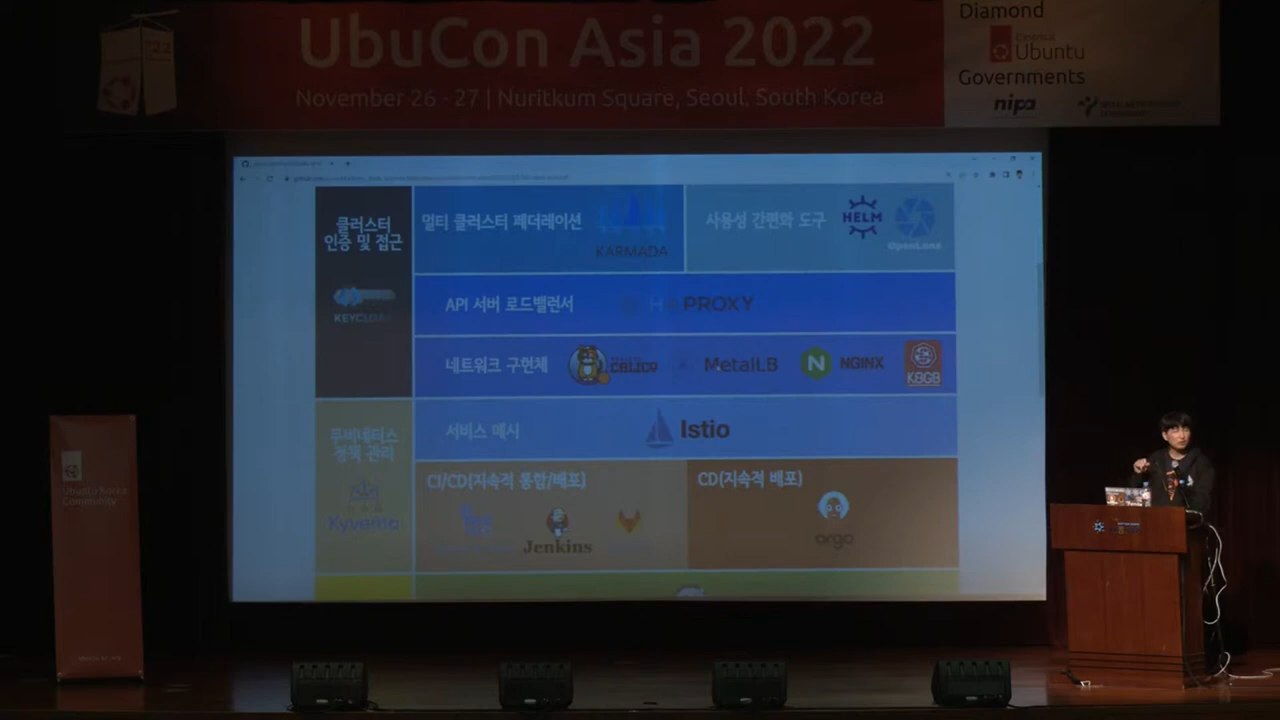 UbuCon Asia 2022
November 26 - 27 | Nuritkum Square, Seoul, South Korea
Diamond
Ubuntu
Governments
nipa
클러스터
인증 및 접근
KEYCLOAK
멀티 클러스터 페더레이션
KARMADA
사용성 간편화 도구
HELM
OpenLens
API 서버 로드밸런서
HAPROXY
네트워크 구현체
CALICO
MetalLB
N
NGINX
K8GB
서비스 메시
Istio
쿠버네티스
정책 관리
Kyverno
CI/CD(지속적 통합/배포)
Jenkins
CD(지속적 배포)
argo
Ubuntu Korea
Community